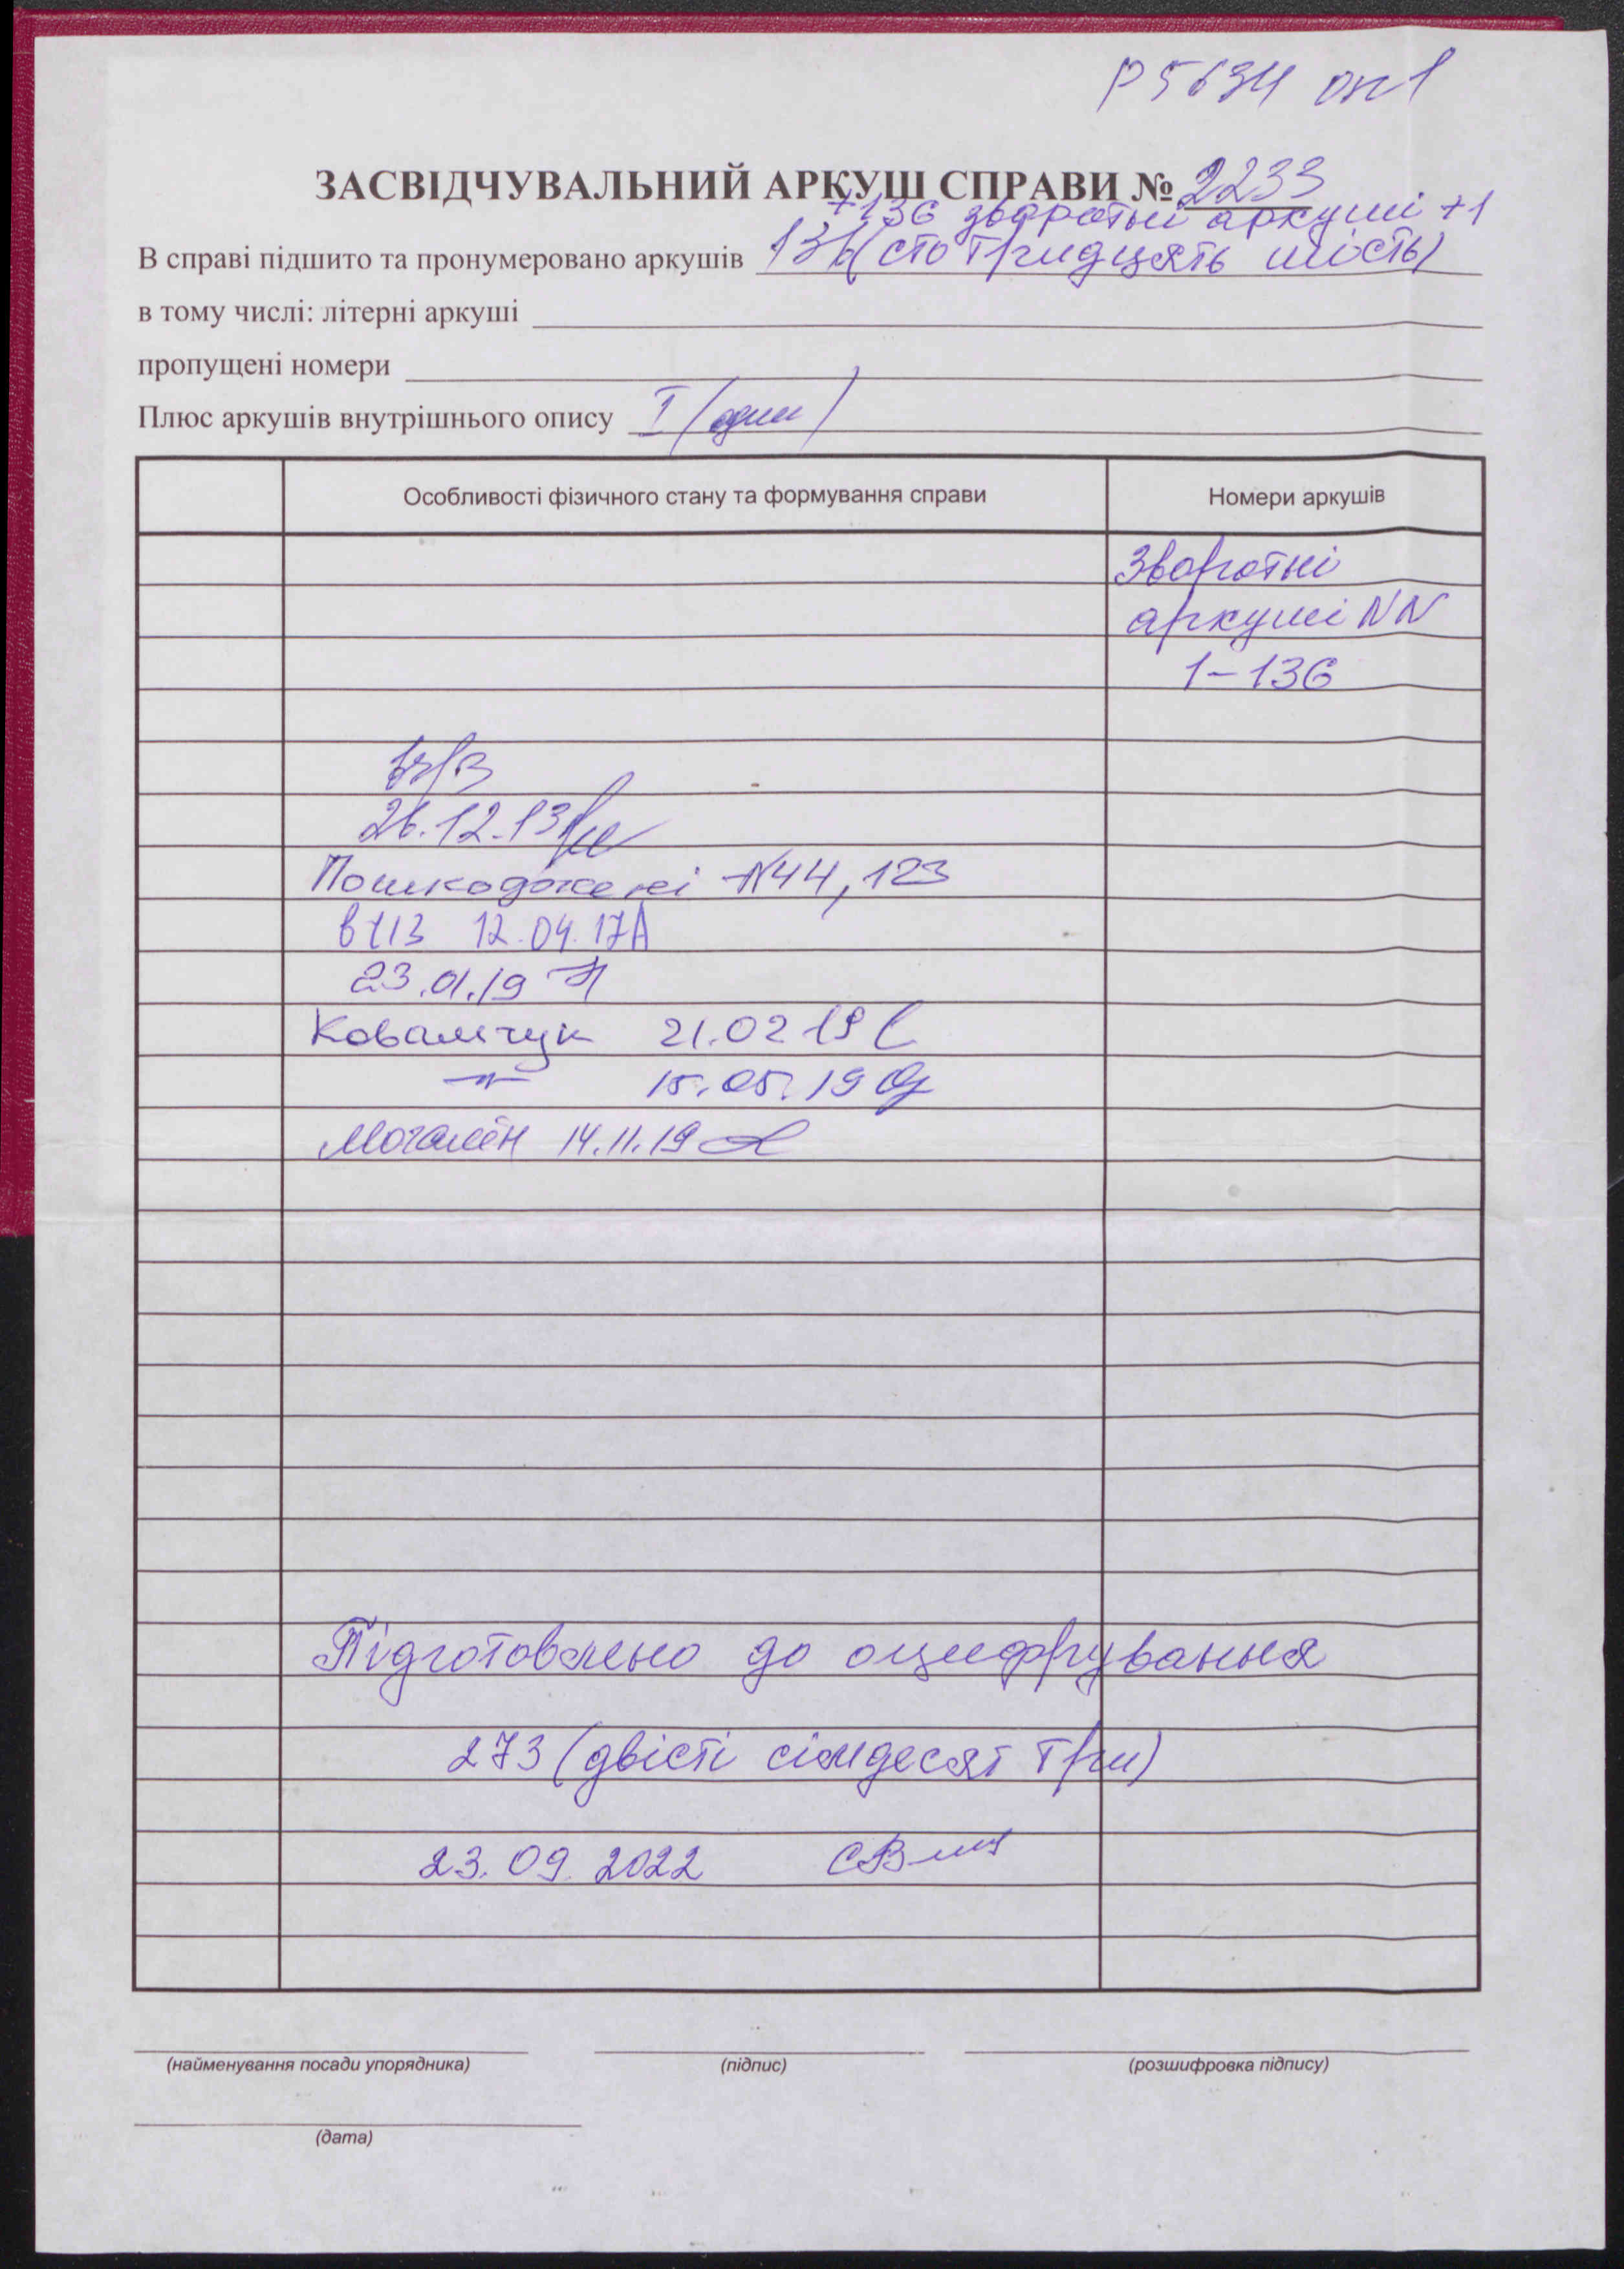 Р5634 оп1
ЗАСВІДЧУВАЛЬНИЙ АРКУШ СПРАВИ № 2233
+136 зворотні аркуші +1
В справі підшито та пронумеровано аркушів 136 (сто тридцять шість)
в тому числі: літерні аркуші
пропущені номери
Плюс аркушів внутрішнього опису I (один)
Особливості фізичного стану та формування справи Номери аркушів
Зворотні
аркуші NN
1-136
26.12.13
Пошкоджені N44, 123
12.04.17
23.01.19
Ковальчук 21.02 19
-"- 15.05.19
14.11.19
Підготовлено до оцифрування
273 (двісті сімдесят три)
23.09.2022
(найменування посади упорядника) (підпис) (розшифровка підпису)
(дата)